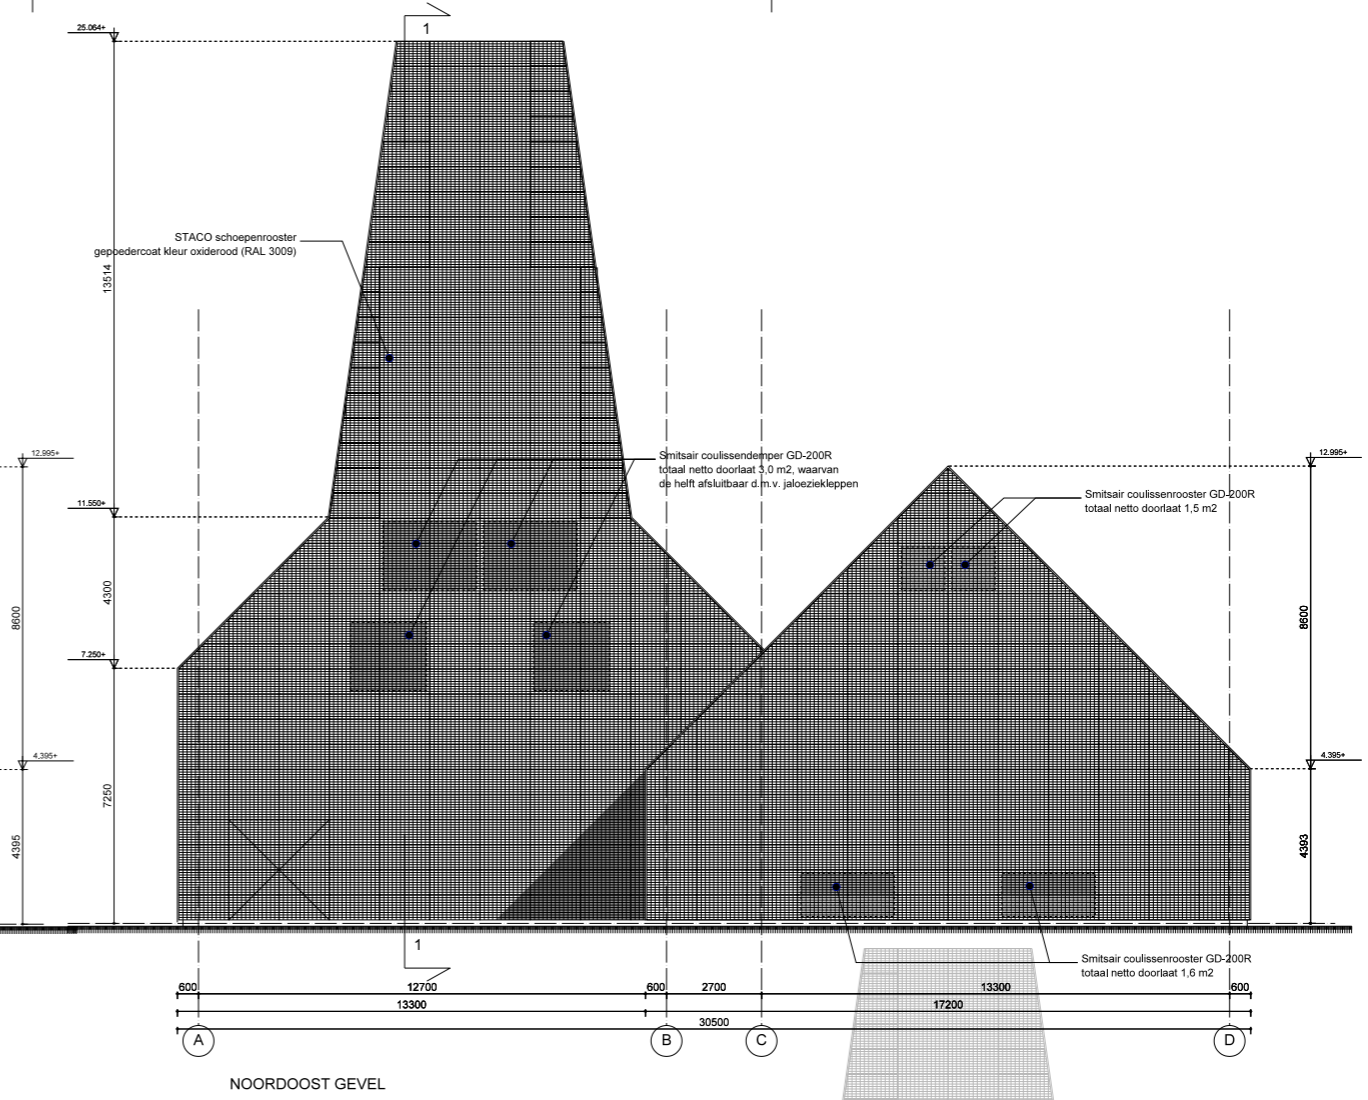 25.064+
1
STACO schoepenrooster
gepoedercoat kleur oxiderood (RAL 3009)
13514
12.995+
Smitsair coulissendemper GD-200R
totaal netto doorlaat 3,0 m2, waarvan
de helft afsluitbaar d.m.v. jaloeziekleppen
12.995+
Smitsair coulissenrooster GD-200R
totaal netto doorlaat 1,5 m2
11.550+
4300
8600
8600
7.250+
4.395+
4.395+
7250
4395
4393
1
Smitsair coulissenrooster GD-200R
totaal netto doorlaat 1,6 m2
600 12700 600 2700 13300 600
13300 17200
30500
A B C D
NOORDOOST GEVEL